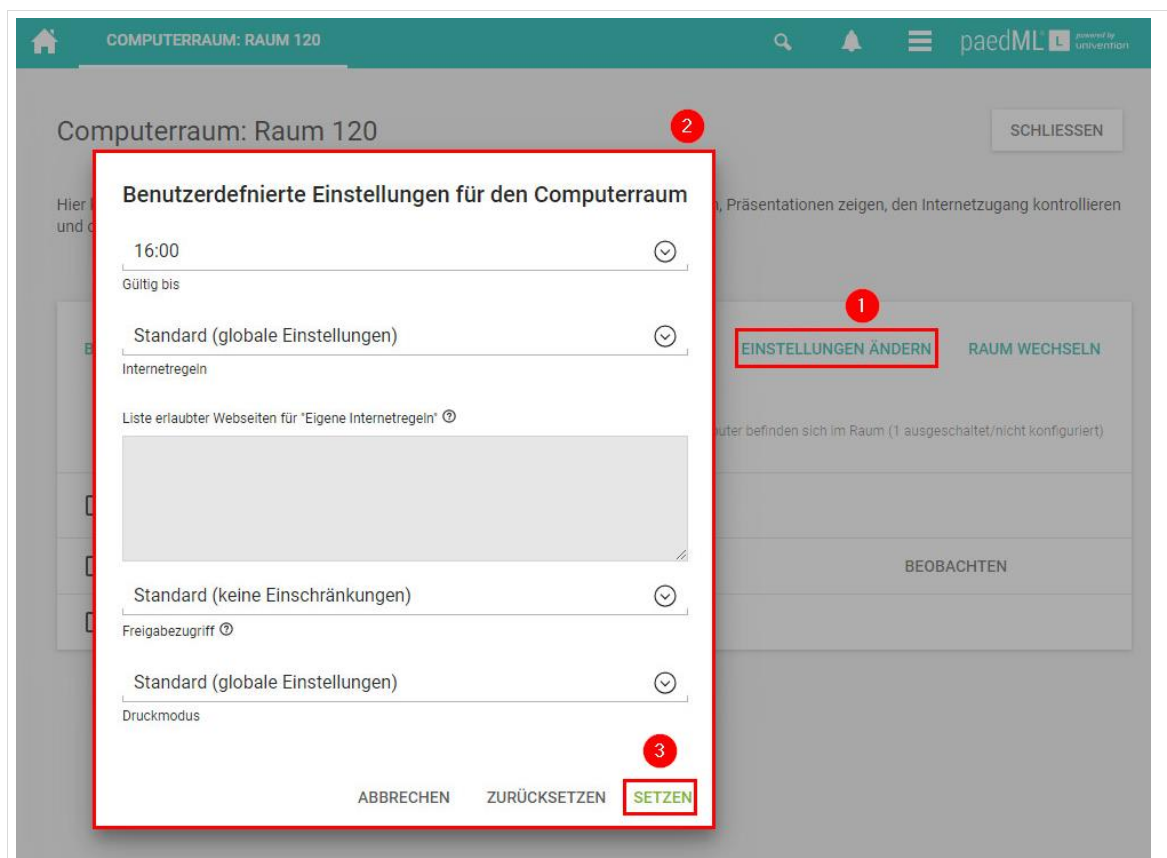 COMPUTERRAUM: RAUM 120
paedML L powered by univention
Computerraum: Raum 120
2
SCHLIESSEN
Hier
, Präsentationen zeigen, den Internetzugang kontrollieren
und
Benutzerdefnierte Einstellungen für den Computerraum
16:00
Gültig bis
1
Standard (globale Einstellungen)
Internetregeln
EINSTELLUNGEN ÄNDERN
RAUM WECHSELN
Liste erlaubter Webseiten für "Eigene Internetregeln"
befinden sich im Raum (1 ausgeschaltet/nicht konfiguriert)
BEOBACHTEN
Standard (keine Einschränkungen)
Freigabezugriff
Standard (globale Einstellungen)
Druckmodus
3
ABBRECHEN
ZURÜCKSETZEN
SETZEN